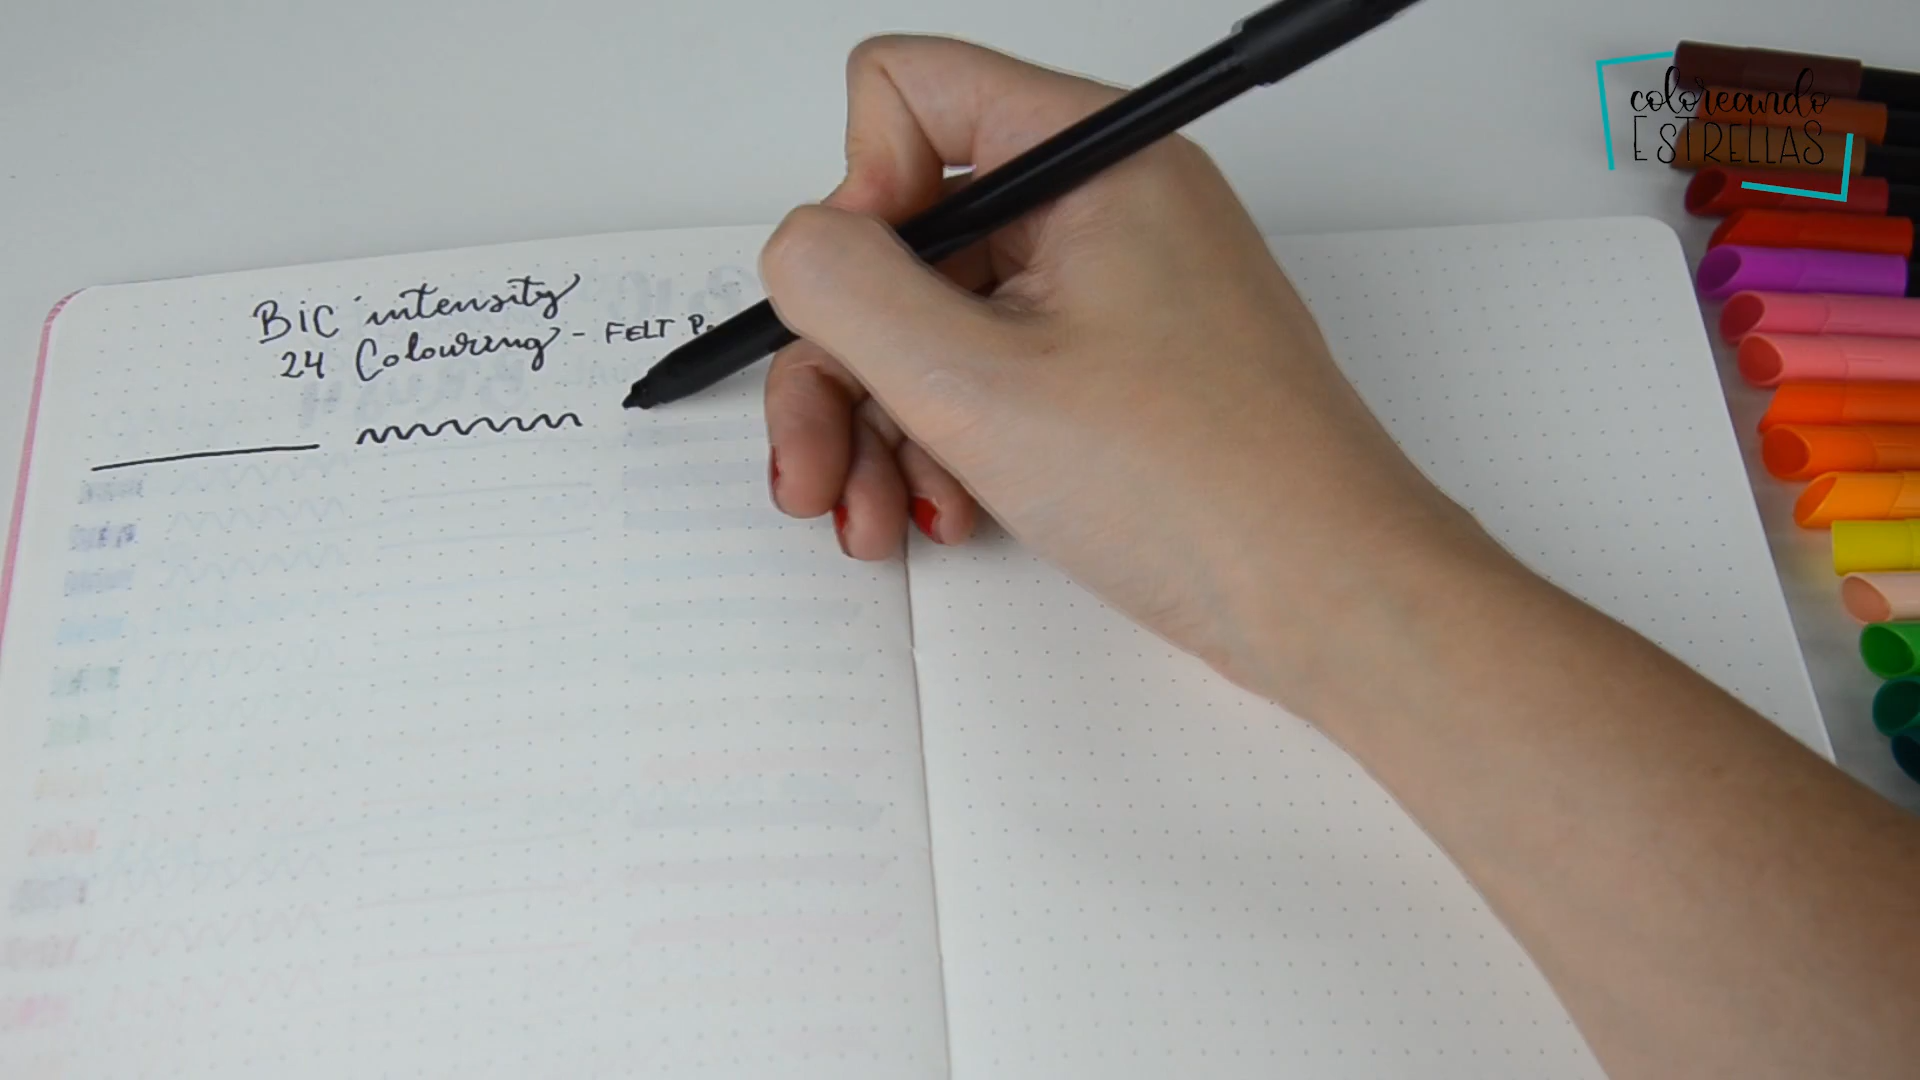 BiC intensity
24 Colouring - FELT
coloreando
ESTRELLAS